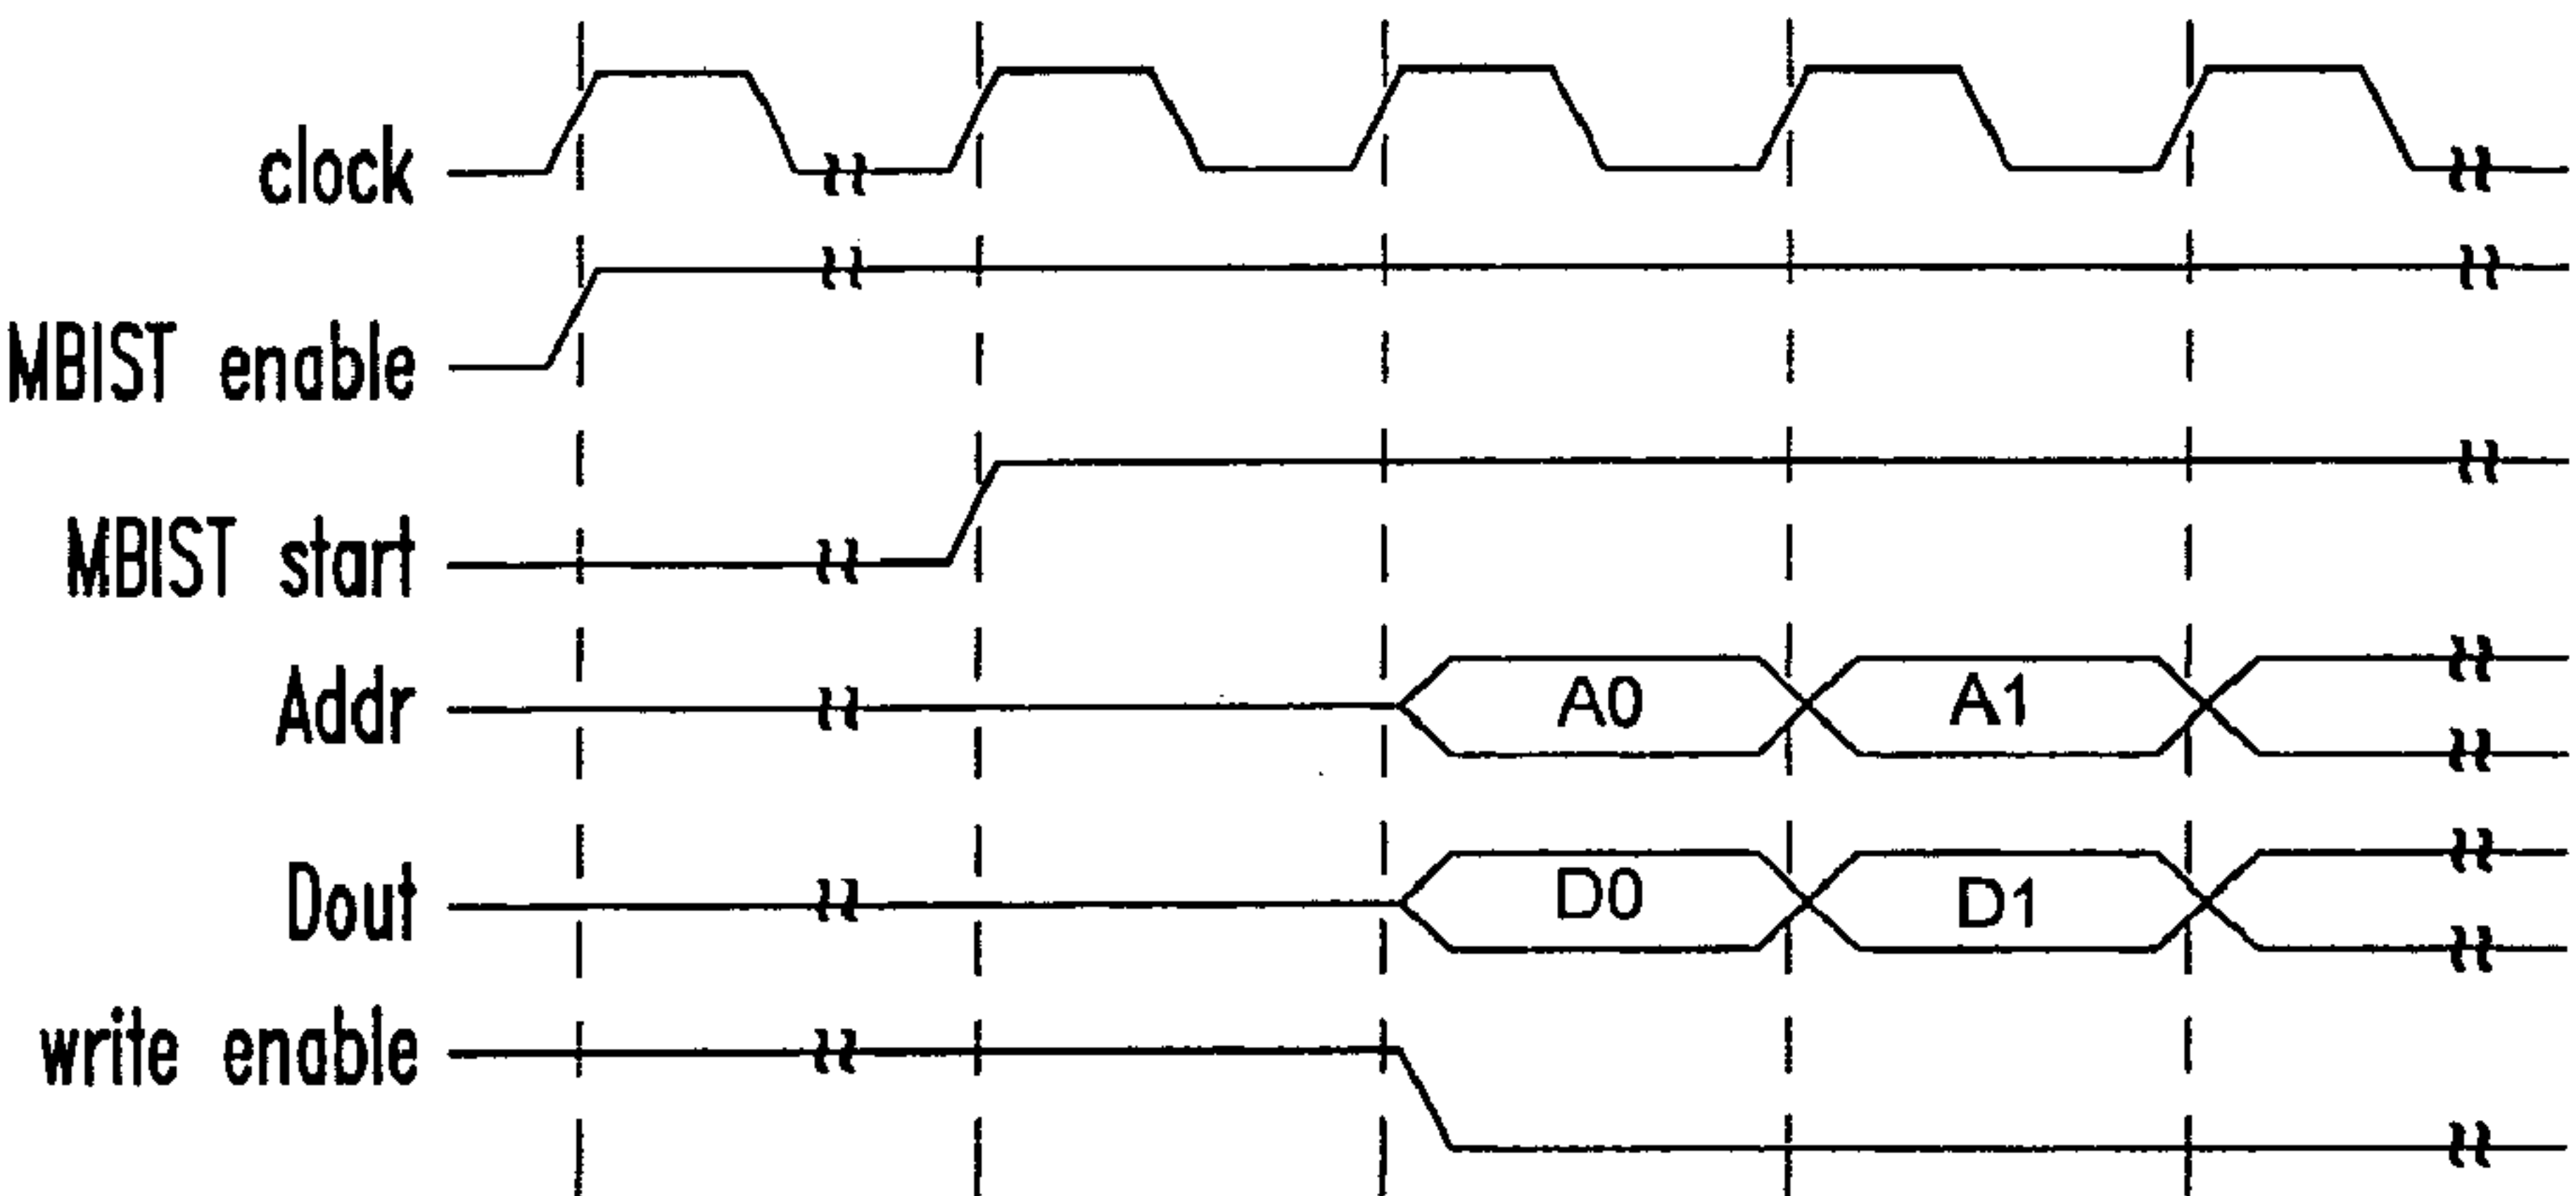 clock
MBIST enable
MBIST start
Addr A0 A1
Dout D0 D1
write enable